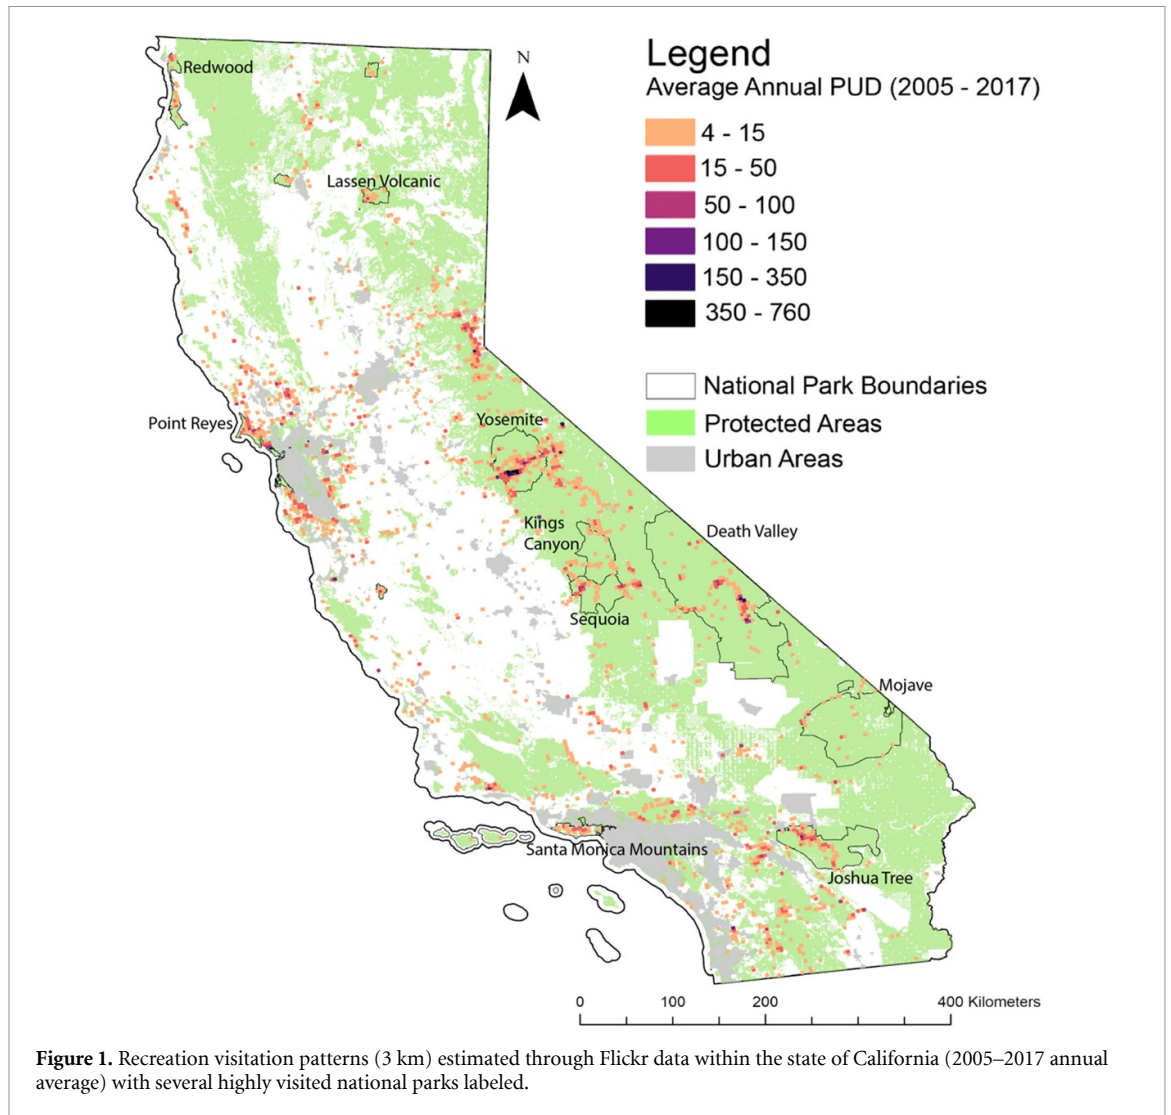 Legend
Average Annual PUD (2005 - 2017)
4 - 15
15 - 50
50 - 100
100 - 150
150 - 350
350 - 760
National Park Boundaries
Protected Areas
Urban Areas
N
Redwood
Lassen Volcanic
Point Reyes
Yosemite
Kings
Canyon
Death Valley
Sequoia
Mojave
Santa Monica Mountains
Joshua Tree
0 100 200 400 Kilometers
Figure 1. Recreation visitation patterns (3 km) estimated through Flickr data within the state of California (2005–2017 annual
average) with several highly visited national parks labeled.